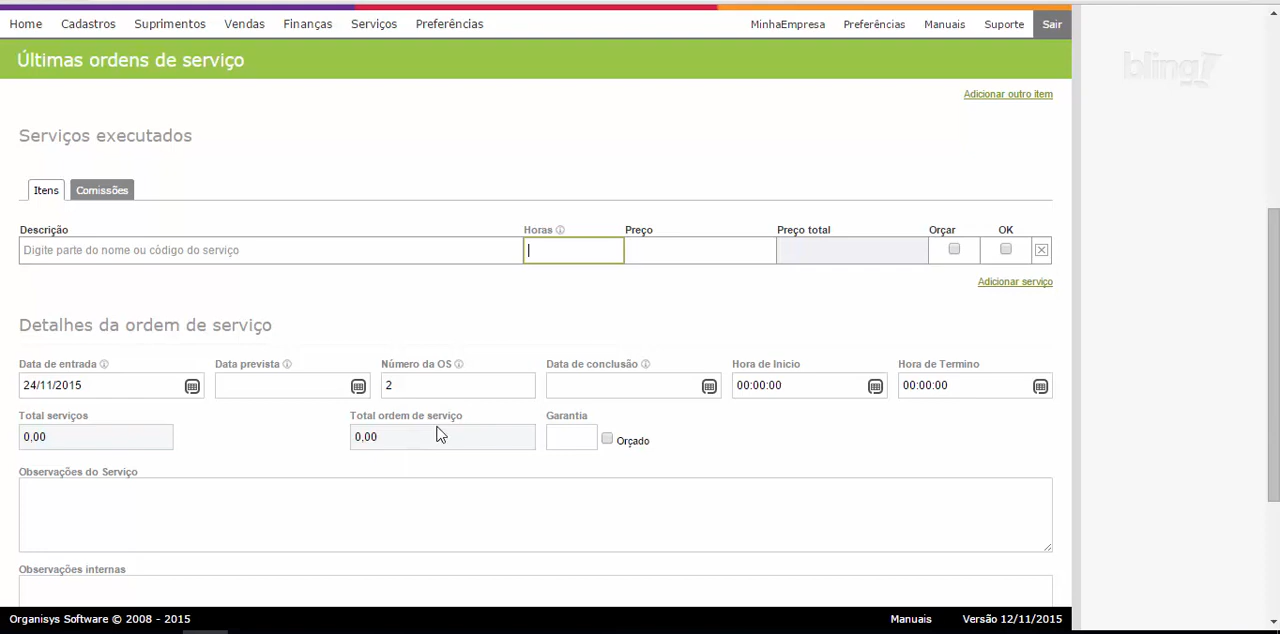 Home Cadastros Suprimentos Vendas Finanças Serviços Preferências MinhaEmpresa Preferências Manuais Suporte Sair
bling
Últimas ordens de serviço
Adicionar outro item
Serviços executados
Itens Comissões
Descrição Horas Preço Preço total Orçar OK
Digite parte do nome ou código do serviço
Adicionar serviço
Detalhes da ordem de serviço
Data de entrada Data prevista Número da OS Data de conclusão Hora de Inicio Hora de Termino
24/11/2015 2 00:00:00 00:00:00
Total serviços Total ordem de serviço Garantia
0,00 0,00 Orçado
Observações do Serviço
Observações internas
Organisys Software © 2008 - 2015 Manuais Versão 12/11/2015